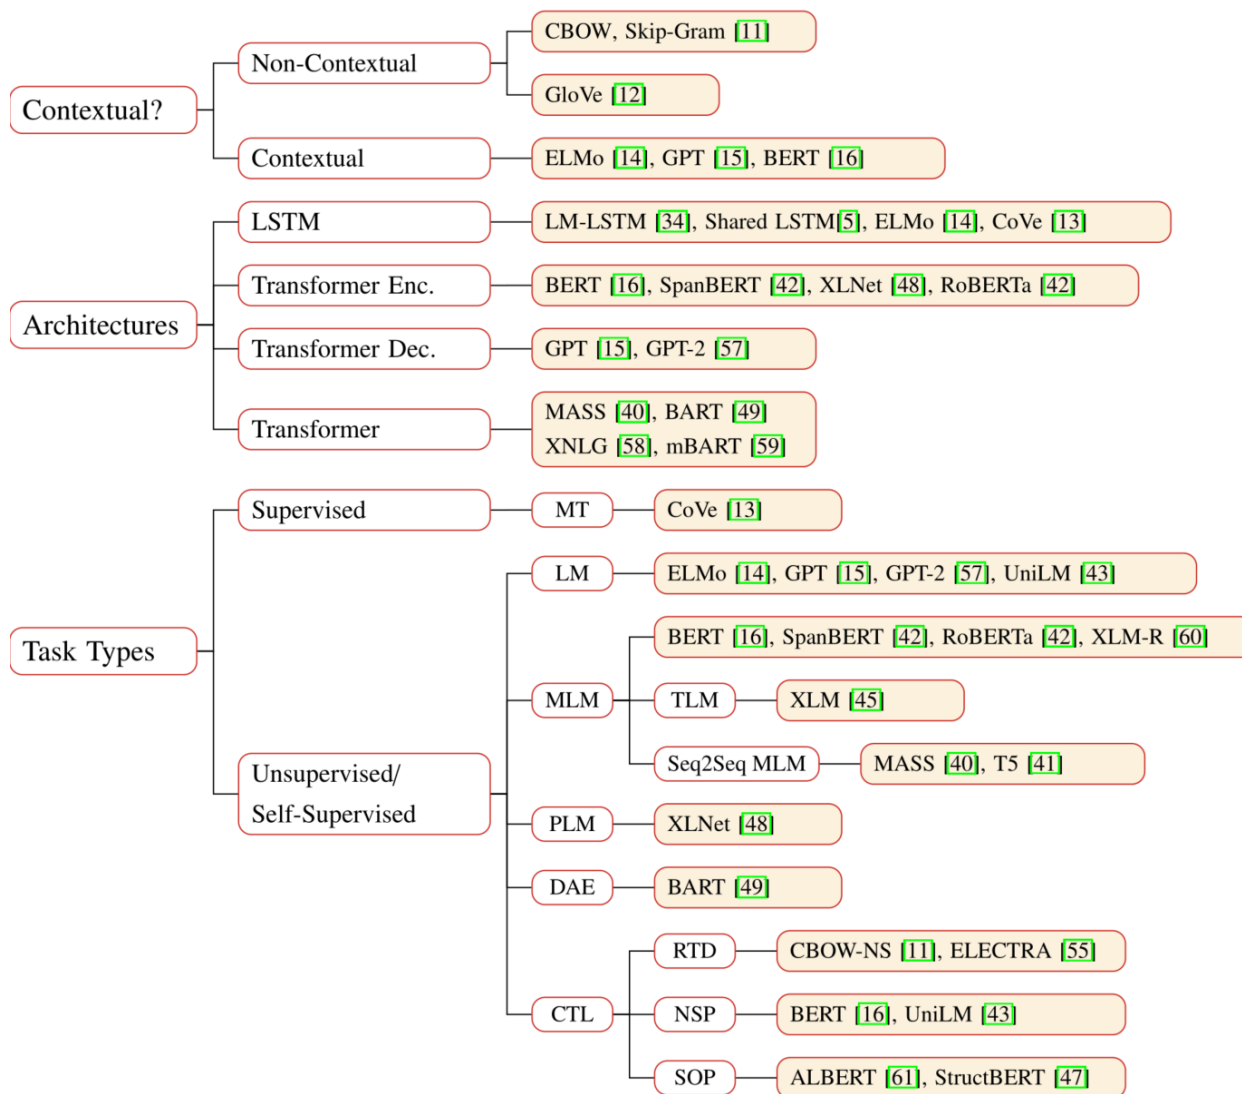 Contextual?
Non-Contextual
CBOW, Skip-Gram [11]
GloVe [12]
Contextual
ELMo [14], GPT [15], BERT [16]
Architectures
LSTM
LM-LSTM [34], Shared LSTM[5], ELMo [14], CoVe [13]
Transformer Enc.
BERT [16], SpanBERT [42], XLNet [48], RoBERTa [42]
Transformer Dec.
GPT [15], GPT-2 [57]
Transformer
MASS [40], BART [49]
XNLG [58], mBART [59]
Task Types
Supervised
MT
CoVe [13]
Unsupervised/
Self-Supervised
LM
ELMo [14], GPT [15], GPT-2 [57], UniLM [43]
MLM
BERT [16], SpanBERT [42], RoBERTa [42], XLM-R [60]
TLM
XLM [45]
Seq2Seq MLM
MASS [40], T5 [41]
PLM
XLNet [48]
DAE
BART [49]
CTL
RTD
CBOW-NS [11], ELECTRA [55]
NSP
BERT [16], UniLM [43]
SOP
ALBERT [61], StructBERT [47]